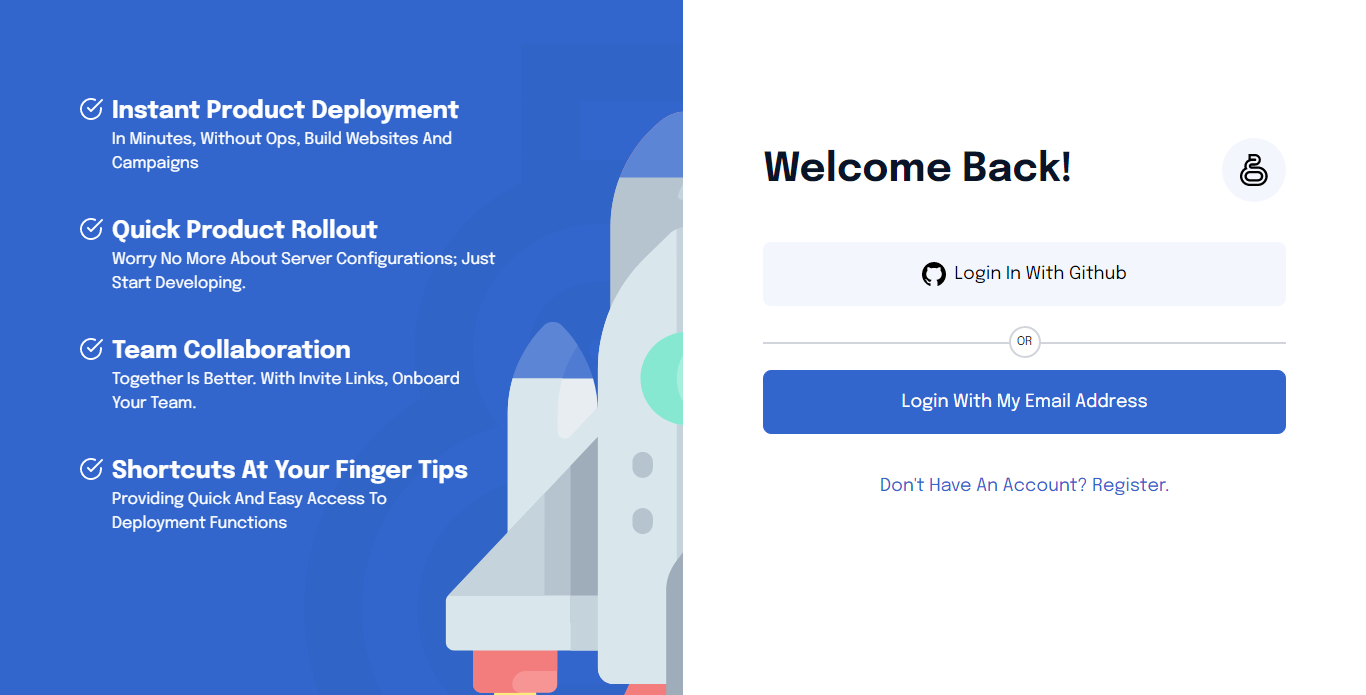 Instant Product Deployment
In Minutes, Without Ops, Build Websites And
Campaigns
Quick Product Rollout
Worry No More About Server Configurations; Just
Start Developing.
Team Collaboration
Together Is Better. With Invite Links, Onboard
Your Team.
Shortcuts At Your Finger Tips
Providing Quick And Easy Access To
Deployment Functions
Welcome Back!
Login In With Github
OR
Login With My Email Address
Don't Have An Account? Register.